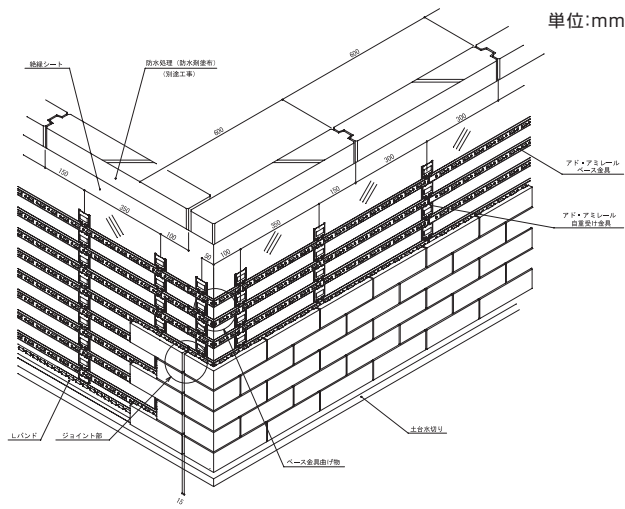 単位:mm
絶縁シート
防水処理（防水剤塗布）
（別途工事）
600
600
150
350
100
50
100
350
150
300
200
アド・アミレール
ベース金具
アド・アミレール
自重受け金具
Lバンド
ジョイント部
15
ベース金具曲げ物
土台水切り